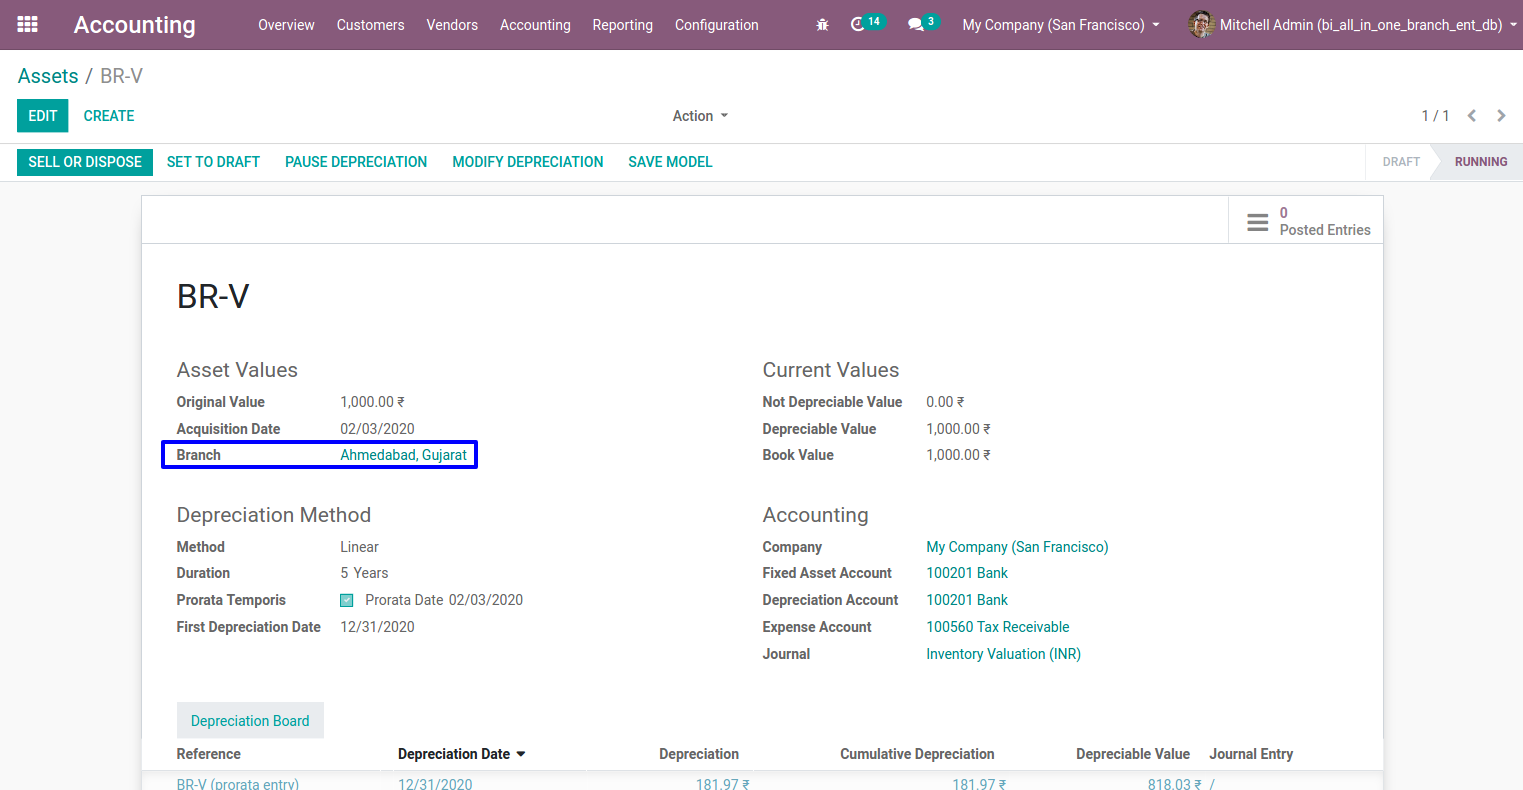 Accounting Overview Customers Vendors Accounting Reporting Configuration 14 3 My Company (San Francisco) Mitchell Admin (bi_all_in_one_branch_ent_db)
Assets / BR-V
EDIT CREATE Action 1 / 1
SELL OR DISPOSE SET TO DRAFT PAUSE DEPRECIATION MODIFY DEPRECIATION SAVE MODEL DRAFT RUNNING
0
Posted Entries
BR-V
Asset Values
Original Value 1,000.00 ₹
Acquisition Date 02/03/2020
Branch Ahmedabad, Gujarat
Current Values
Not Depreciable Value 0.00 ₹
Depreciable Value 1,000.00 ₹
Book Value 1,000.00 ₹
Depreciation Method
Method Linear
Duration 5 Years
Prorata Temporis Prorata Date 02/03/2020
First Depreciation Date 12/31/2020
Accounting
Company My Company (San Francisco)
Fixed Asset Account 100201 Bank
Depreciation Account 100201 Bank
Expense Account 100560 Tax Receivable
Journal Inventory Valuation (INR)
Depreciation Board
Reference Depreciation Date Depreciation Cumulative Depreciation Depreciable Value Journal Entry
BR-V (prorata entry) 12/31/2020 181.97 ₹ 181.97 ₹ 818.03 ₹ /